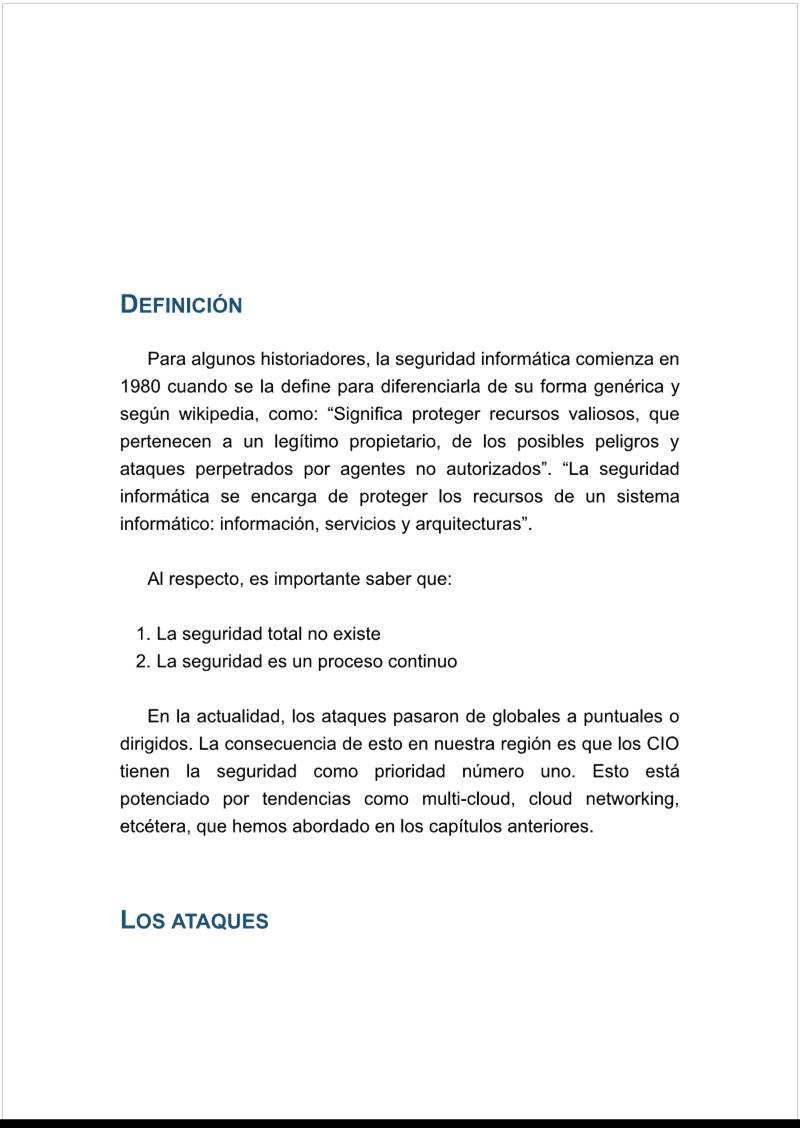 DEFINICIÓN
Para algunos historiadores, la seguridad informática comienza en
1980 cuando se la define para diferenciarla de su forma genérica y
según wikipedia, como: “Significa proteger recursos valiosos, que
pertenecen a un legítimo propietario, de los posibles peligros y
ataques perpetrados por agentes no autorizados”. “La seguridad
informática se encarga de proteger los recursos de un sistema
informático: información, servicios y arquitecturas”.
Al respecto, es importante saber que:
1. La seguridad total no existe
2. La seguridad es un proceso continuo
En la actualidad, los ataques pasaron de globales a puntuales o
dirigidos. La consecuencia de esto en nuestra región es que los CIO
tienen la seguridad como prioridad número uno. Esto está
potenciado por tendencias como multi-cloud, cloud networking,
etcétera, que hemos abordado en los capítulos anteriores.
LOS ATAQUES